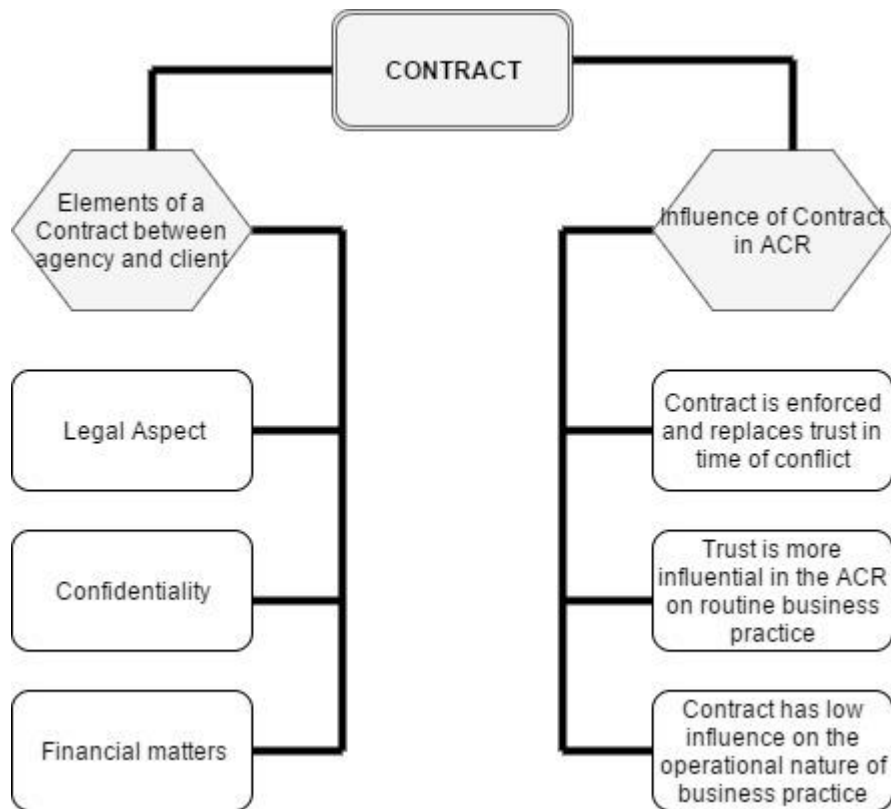 CONTRACT
Elements of a
Contract between
agency and client
Influence of Contract
in ACR
Legal Aspect
Contract is enforced
and replaces trust in
time of conflict
Confidentiality
Trust is more
influential in the ACR
on routine business
practice
Financial matters
Contract has low
influence on the
operational nature of
business practice